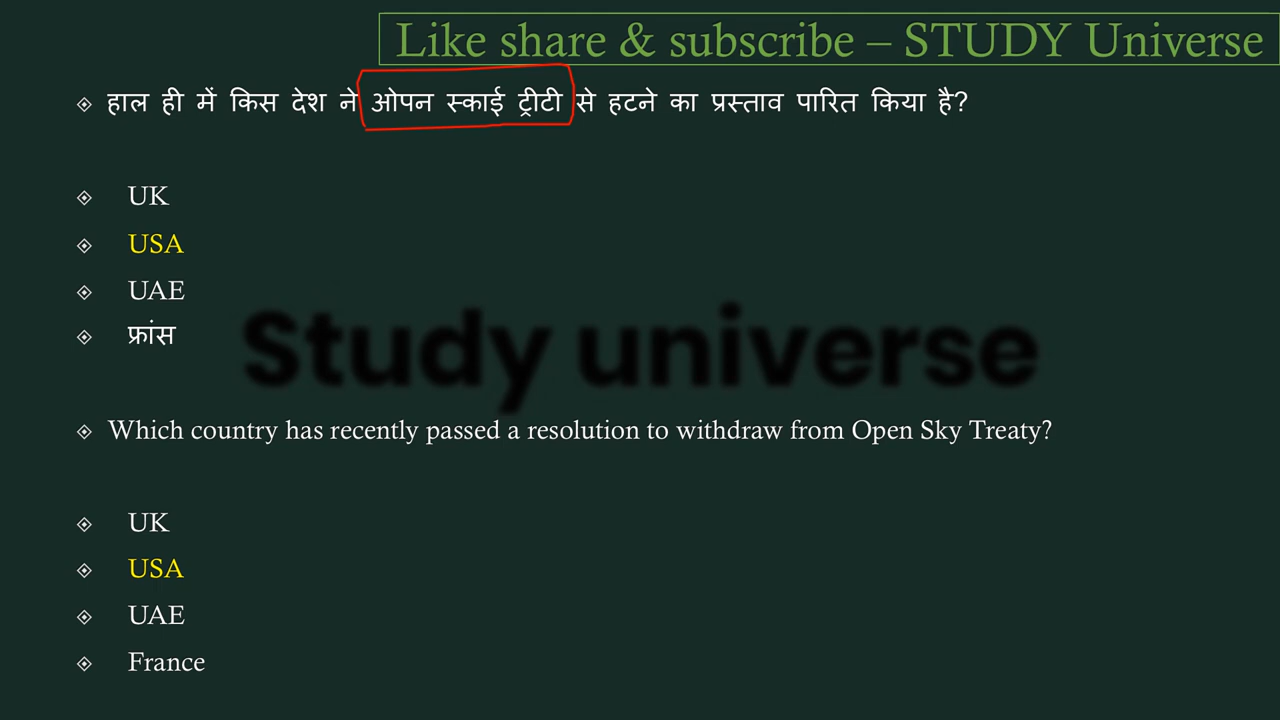 Like share & subscribe – STUDY Universe
हाल ही में किस देश ने ओपन स्काई ट्रीटी से हटने का प्रस्ताव पारित किया है?
UK
USA
UAE
फ्रांस
Study universe
Which country has recently passed a resolution to withdraw from Open Sky Treaty?
UK
USA
UAE
France